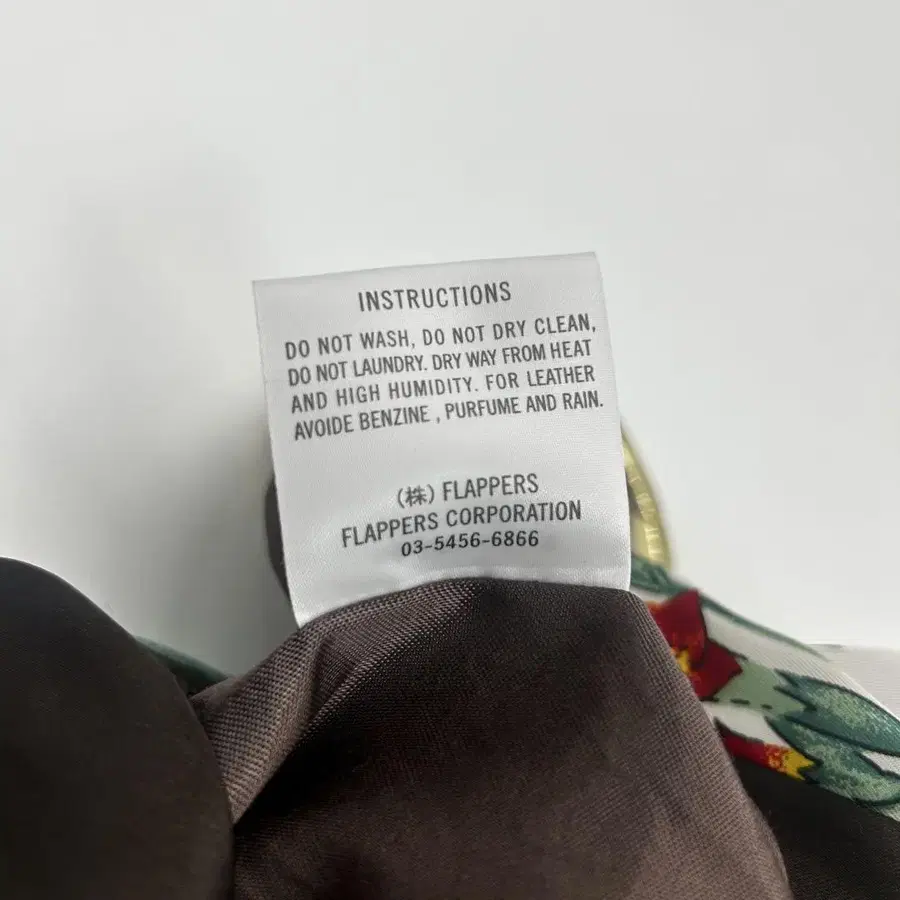 INSTRUCTIONS
DO NOT WASH, DO NOT DRY CLEAN,
DO NOT LAUNDRY. DRY WAY FROM HEAT
AND HIGH HUMIDITY. FOR LEATHER
AVOIDE BENZINE , PURFUME AND RAIN.
(株) FLAPPERS
FLAPPERS CORPORATION
03-5456-6866